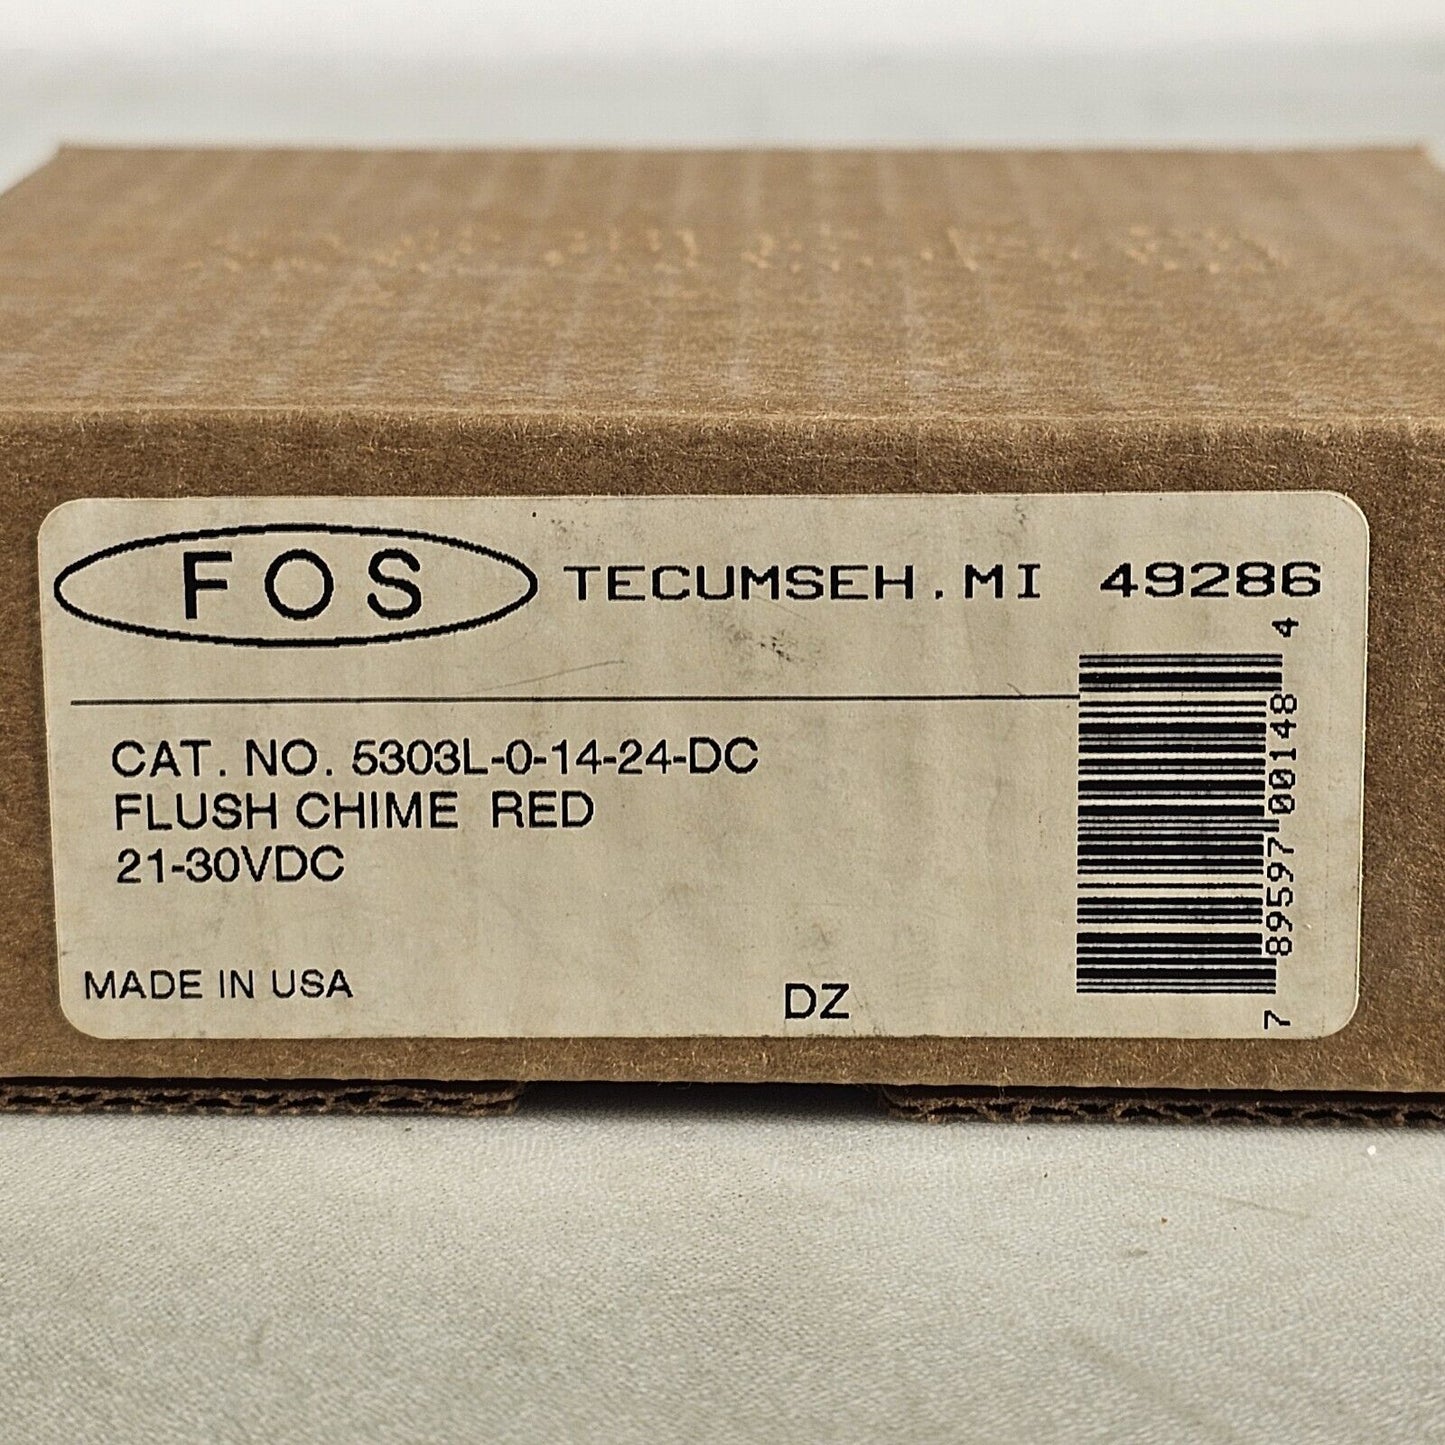 FOS TECUMSEH, MI 49286
CAT. NO. 5303L-0-14-24-DC
FLUSH CHIME RED
21-30VDC
MADE IN USA
DZ
7 89597 00148 4